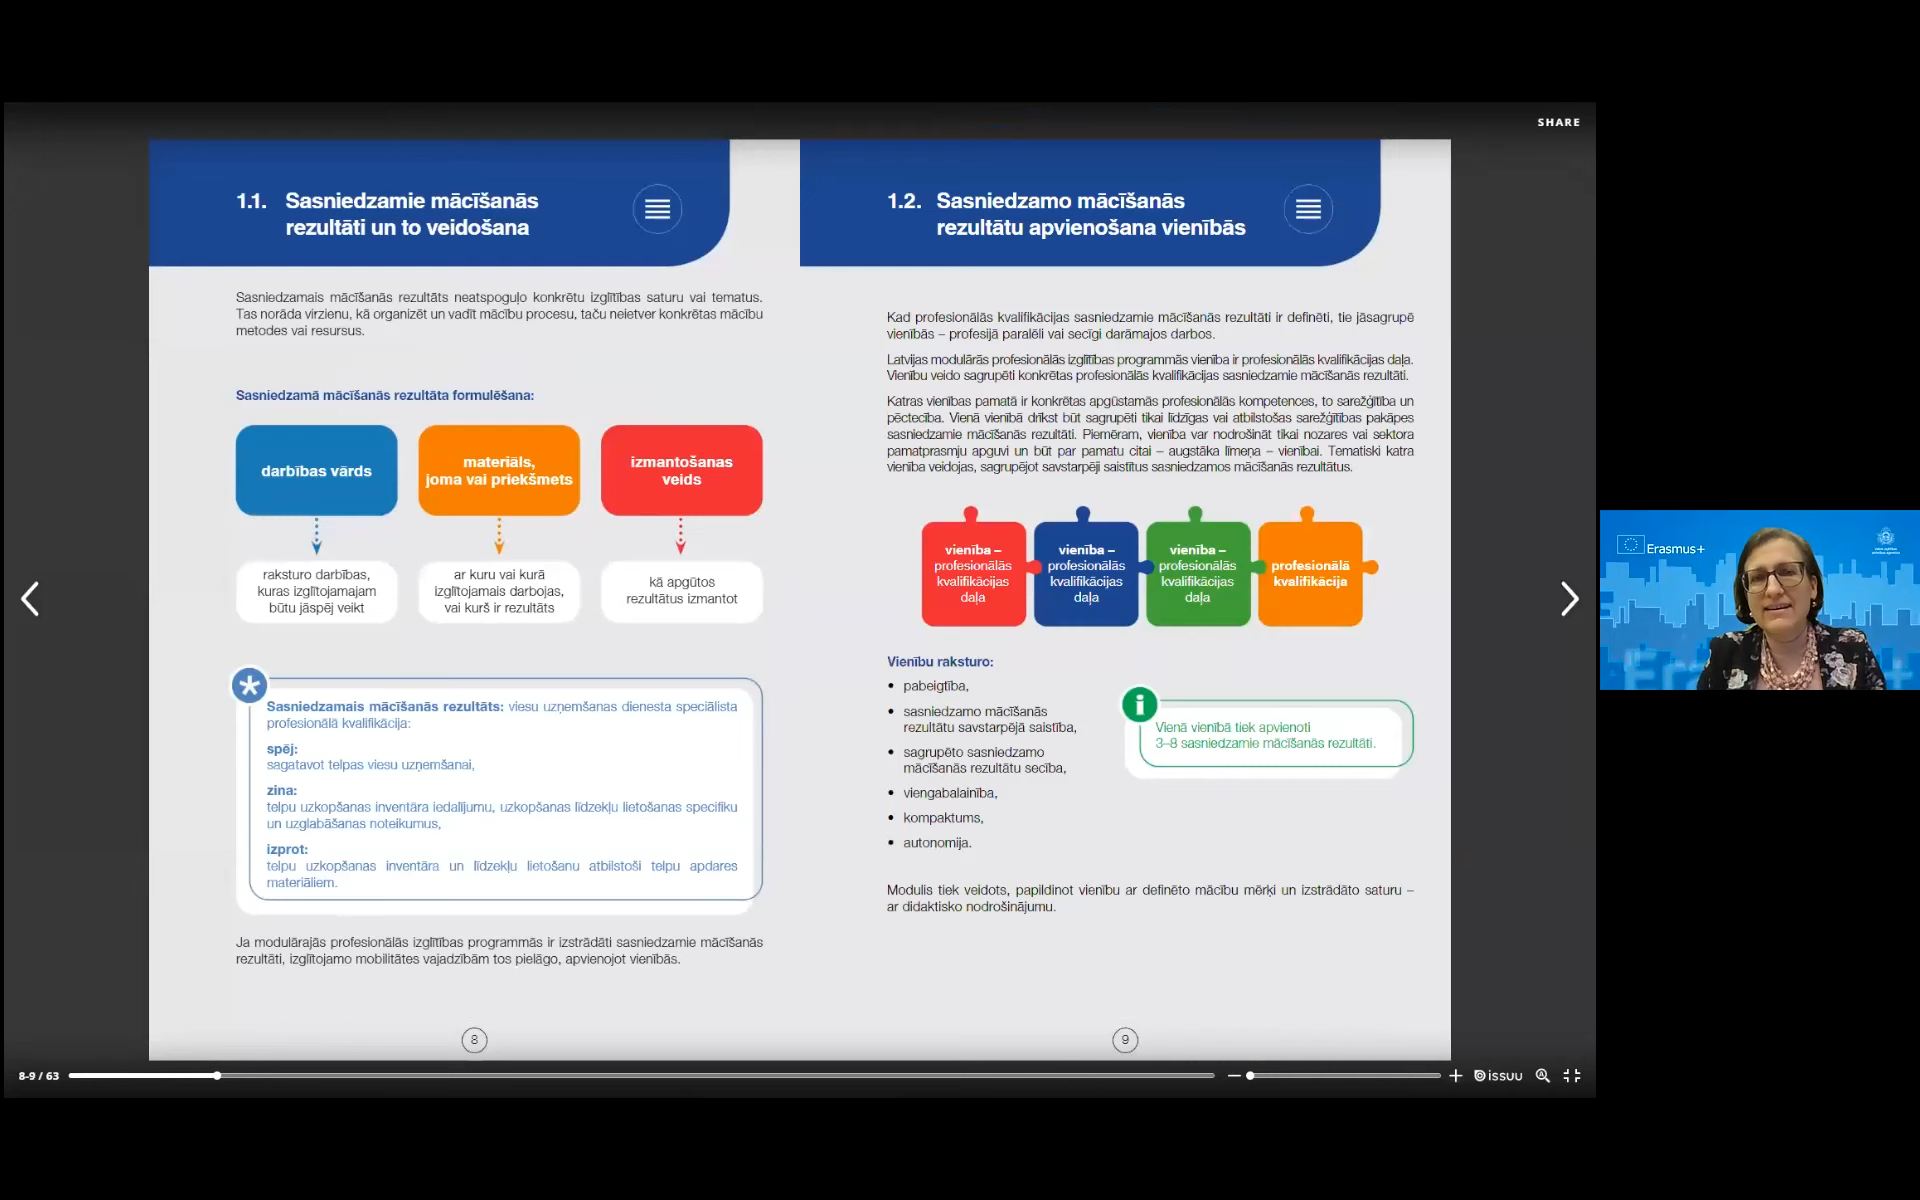 SHARE
1.1. Sasniedzamie mācīšanās
rezultāti un to veidošana
Sasniedzamais mācīšanās rezultāts neatspoguļo konkrētu izglītības saturu vai tematus.
Tas norāda virzienu, kā organizēt un vadīt mācību procesu, taču neietver konkrētas mācību
metodes vai resursus.
Sasniedzamā mācīšanās rezultāta formulēšana:
darbības vārds
materiāls,
joma vai priekšmets
izmantošanas
veids
raksturo darbības,
kuras izglītojamajam
būtu jāspēj veikt
ar kuru vai kurā
izglītojamais darbojas,
vai kurš ir rezultāts
kā apgūtos
rezultātus izmantot
Sasniedzamais mācīšanās rezultāts: viesu uzņemšanas dienesta speciālista
profesionālā kvalifikācija:
spēj:
sagatavot telpas viesu uzņemšanai,
zina:
telpu uzkopšanas inventāra iedalījumu, uzkopšanas līdzekļu lietošanas specifiku
un uzglabāšanas noteikumus,
izprot:
telpu uzkopšanas inventāra un līdzekļu lietošanu atbilstoši telpu apdares
materiāliem.
Ja modulārajās profesionālās izglītības programmās ir izstrādāti sasniedzamie mācīšanās
rezultāti, izglītojamo mobilitātes vajadzībām tos pielāgo, apvienojot vienībās.
8
1.2. Sasniedzamo mācīšanās
rezultātu apvienošana vienībās
Kad profesionālās kvalifikācijas sasniedzamie mācīšanās rezultāti ir definēti, tie jāsagrupē
vienībās – profesijā paralēli vai secīgi darāmajos darbos.
Latvijas modulārās profesionālās izglītības programmās vienība ir profesionālās kvalifikācijas daļa.
Vienību veido sagrupēti konkrētas profesionālās kvalifikācijas sasniedzamie mācīšanās rezultāti.
Katras vienības pamatā ir konkrētas apgūstamās profesionālās kompetences, to sarežģītība un
pēctecība. Vienā vienībā drīkst būt sagrupēti tikai līdzīgas vai atbilstošas sarežģītības pakāpes
sasniedzamie mācīšanās rezultāti. Piemēram, vienība var nodrošināt tikai nozares vai sektora
pamatprasmju apguvi un būt par pamatu citai – augstāka līmeņa – vienībai. Tematiski katra
vienība veidojas, sagrupējot savstarpēji saistītus sasniedzamos mācīšanās rezultātus.
vienība –
profesionālās
kvalifikācijas
daļa
vienība –
profesionālās
kvalifikācijas
daļa
vienība –
profesionālās
kvalifikācijas
daļa
profesionālā
kvalifikācija
Vienību raksturo:
• pabeigtība,
• sasniedzamo mācīšanās
rezultātu savstarpējā saistība,
• sagrupēto sasniedzamo
mācīšanās rezultātu secība,
• viengabalainība,
• kompaktums,
• autonomija.
Vienā vienībā tiek apvienoti
3–8 sasniedzamie mācīšanās rezultāti.
Modulis tiek veidots, papildinot vienību ar definēto mācību mērķi un izstrādāto saturu –
ar didaktisko nodrošinājumu.
9
Erasmus+
8-9 / 63
issuu